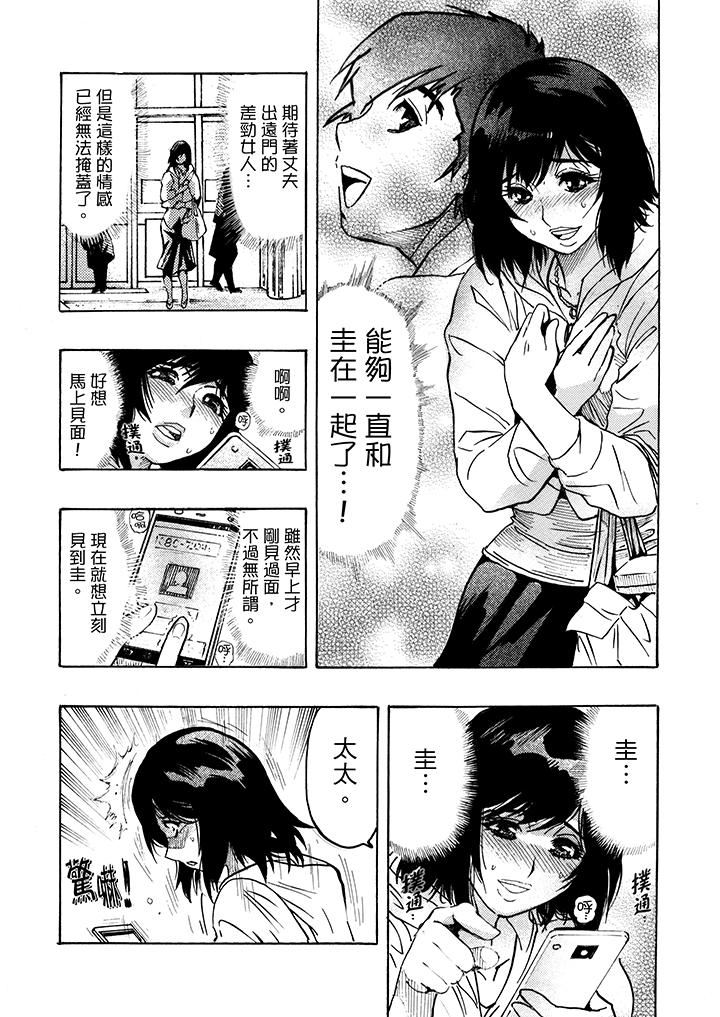 能夠一直和
圭在一起了…！
期待著丈夫
出遠門的
差勁女人…
但是這樣的情感
已經無法掩蓋了。
啊啊。
好想
馬上見面！
呼
撲通
撲通
雖然早上才
剛見過面，
不過無所謂。
現在就想立刻
見到圭。
哈啊
呼…
圭…
圭…
撲通…
呼…
撲通…
太太。
驚嚇！